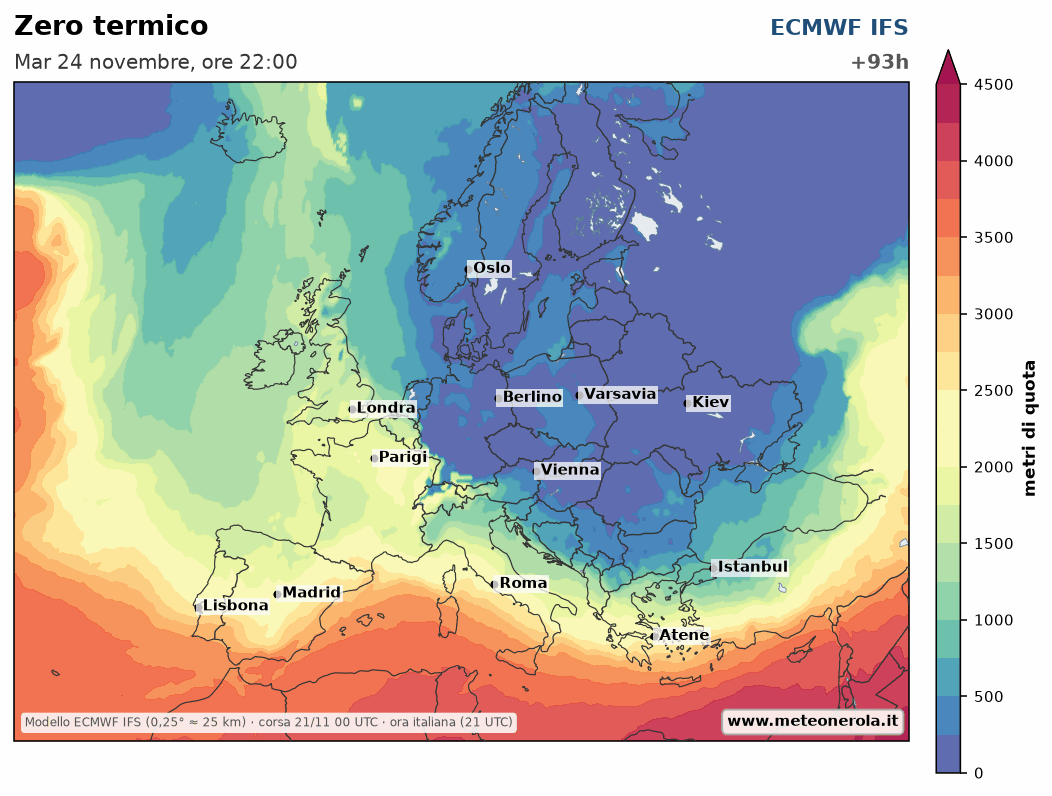 Zero termico
ECMWF IFS
Mar 24 novembre, ore 22:00
+93h
4500
4000
3500
3000
2500
2000
1500
1000
500
0
metri di quota
Oslo
Berlino
Varsavia
Kiev
Londra
Parigi
Vienna
Istanbul
Roma
Madrid
Lisbona
Atene
Modello ECMWF IFS (0,25° ≈ 25 km) · corsa 21/11 00 UTC · ora italiana (21 UTC)
www.meteonerola.it